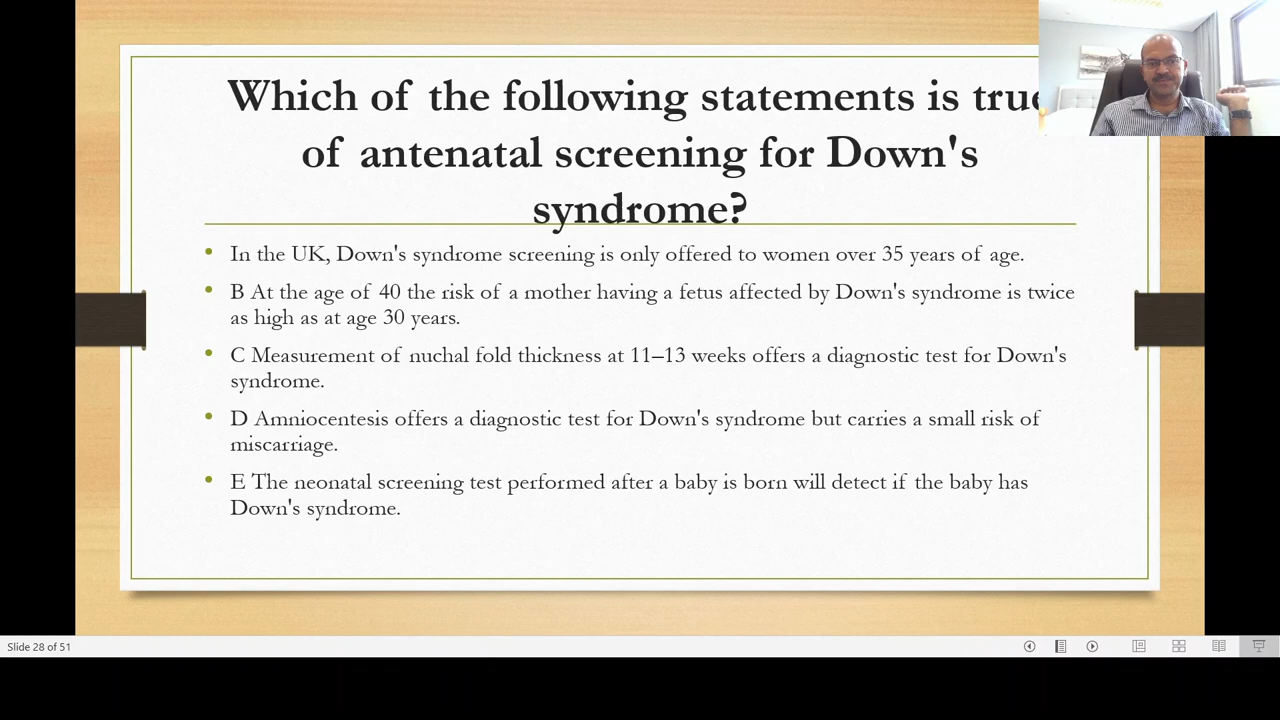 Which of the following statements is true
of antenatal screening for Down's
syndrome?
• In the UK, Down's syndrome screening is only offered to women over 35 years of age.
• B At the age of 40 the risk of a mother having a fetus affected by Down's syndrome is twice
as high as at age 30 years.
• C Measurement of nuchal fold thickness at 11–13 weeks offers a diagnostic test for Down's
syndrome.
• D Amniocentesis offers a diagnostic test for Down's syndrome but carries a small risk of
miscarriage.
• E The neonatal screening test performed after a baby is born will detect if the baby has
Down's syndrome.
Slide 28 of 51